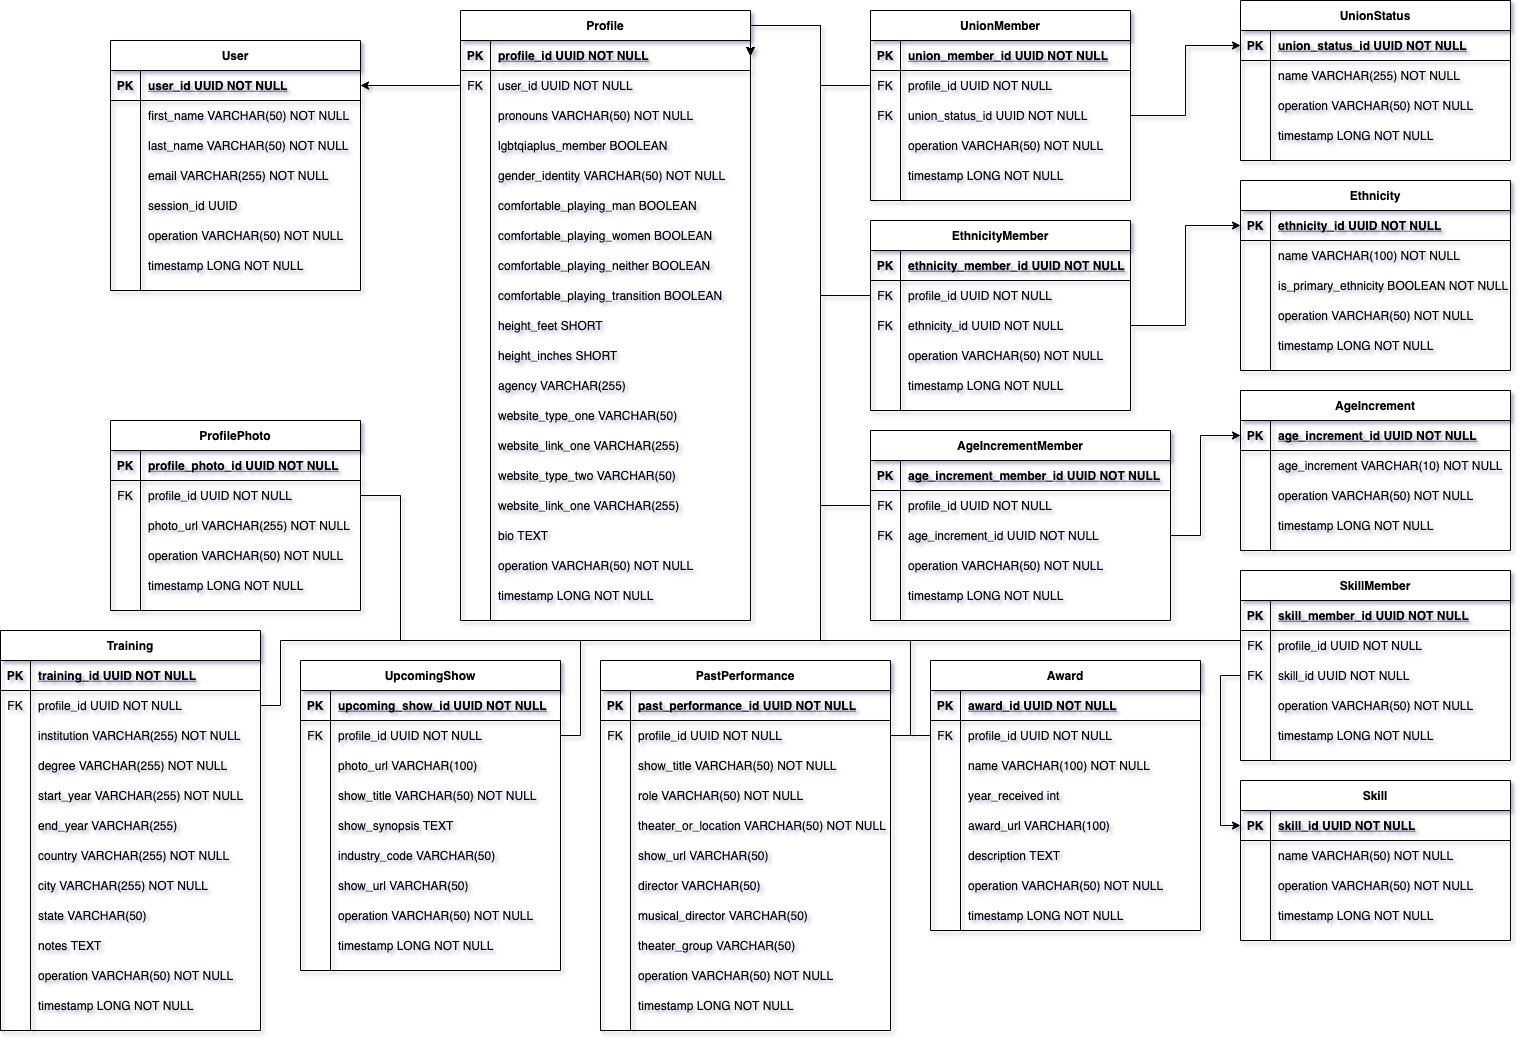 User
PK user_id UUID NOT NULL
first_name VARCHAR(50) NOT NULL
last_name VARCHAR(50) NOT NULL
email VARCHAR(255) NOT NULL
session_id UUID
operation VARCHAR(50) NOT NULL
timestamp LONG NOT NULL
Profile
PK profile_id UUID NOT NULL
FK user_id UUID NOT NULL
pronouns VARCHAR(50) NOT NULL
lgbtqiaplus_member BOOLEAN
gender_identity VARCHAR(50) NOT NULL
comfortable_playing_man BOOLEAN
comfortable_playing_women BOOLEAN
comfortable_playing_neither BOOLEAN
comfortable_playing_transition BOOLEAN
height_feet SHORT
height_inches SHORT
agency VARCHAR(255)
website_type_one VARCHAR(50)
website_link_one VARCHAR(255)
website_type_two VARCHAR(50)
website_link_one VARCHAR(255)
bio TEXT
operation VARCHAR(50) NOT NULL
timestamp LONG NOT NULL
UnionMember
PK union_member_id UUID NOT NULL
FK profile_id UUID NOT NULL
FK union_status_id UUID NOT NULL
operation VARCHAR(50) NOT NULL
timestamp LONG NOT NULL
UnionStatus
PK union_status_id UUID NOT NULL
name VARCHAR(255) NOT NULL
operation VARCHAR(50) NOT NULL
timestamp LONG NOT NULL
EthnicityMember
PK ethnicity_member_id UUID NOT NULL
FK profile_id UUID NOT NULL
FK ethnicity_id UUID NOT NULL
operation VARCHAR(50) NOT NULL
timestamp LONG NOT NULL
Ethnicity
PK ethnicity_id UUID NOT NULL
name VARCHAR(100) NOT NULL
is_primary_ethnicity BOOLEAN NOT NULL
operation VARCHAR(50) NOT NULL
timestamp LONG NOT NULL
AgeIncrementMember
PK age_increment_member_id UUID NOT NULL
FK profile_id UUID NOT NULL
FK age_increment_id UUID NOT NULL
operation VARCHAR(50) NOT NULL
timestamp LONG NOT NULL
AgeIncrement
PK age_increment_id UUID NOT NULL
age_increment VARCHAR(10) NOT NULL
operation VARCHAR(50) NOT NULL
timestamp LONG NOT NULL
ProfilePhoto
PK profile_photo_id UUID NOT NULL
FK profile_id UUID NOT NULL
photo_url VARCHAR(255) NOT NULL
operation VARCHAR(50) NOT NULL
timestamp LONG NOT NULL
Training
PK training_id UUID NOT NULL
FK profile_id UUID NOT NULL
institution VARCHAR(255) NOT NULL
degree VARCHAR(255) NOT NULL
start_year VARCHAR(255) NOT NULL
end_year VARCHAR(255)
country VARCHAR(255) NOT NULL
city VARCHAR(255) NOT NULL
state VARCHAR(50)
notes TEXT
operation VARCHAR(50) NOT NULL
timestamp LONG NOT NULL
UpcomingShow
PK upcoming_show_id UUID NOT NULL
FK profile_id UUID NOT NULL
photo_url VARCHAR(100)
show_title VARCHAR(50) NOT NULL
show_synopsis TEXT
industry_code VARCHAR(50)
show_url VARCHAR(50)
operation VARCHAR(50) NOT NULL
timestamp LONG NOT NULL
PastPerformance
PK past_performance_id UUID NOT NULL
FK profile_id UUID NOT NULL
show_title VARCHAR(50) NOT NULL
role VARCHAR(50) NOT NULL
theater_or_location VARCHAR(50) NOT NULL
show_url VARCHAR(50)
director VARCHAR(50)
musical_director VARCHAR(50)
theater_group VARCHAR(50)
operation VARCHAR(50) NOT NULL
timestamp LONG NOT NULL
Award
PK award_id UUID NOT NULL
FK profile_id UUID NOT NULL
name VARCHAR(100) NOT NULL
year_received int
award_url VARCHAR(100)
description TEXT
operation VARCHAR(50) NOT NULL
timestamp LONG NOT NULL
SkillMember
PK skill_member_id UUID NOT NULL
FK profile_id UUID NOT NULL
FK skill_id UUID NOT NULL
operation VARCHAR(50) NOT NULL
timestamp LONG NOT NULL
Skill
PK skill_id UUID NOT NULL
name VARCHAR(50) NOT NULL
operation VARCHAR(50) NOT NULL
timestamp LONG NOT NULL